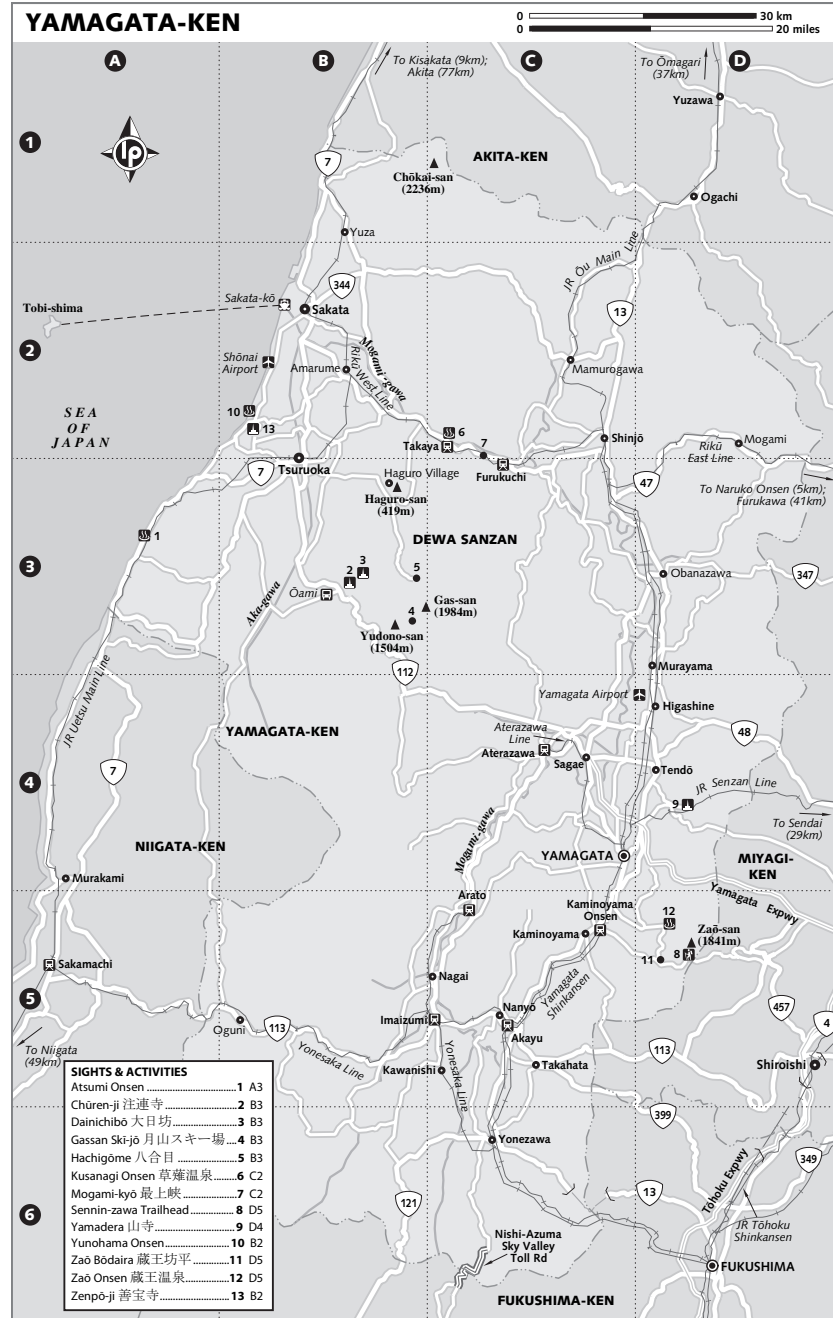 YAMAGATA-KEN
0 30 km
0 20 miles
A
B
C
D
To Kisakata (9km);
Akita (77km)
To Ōmagari
(37km)
Yuzawa
1
lp
7
AKITA-KEN
Chōkai-san
(2236m)
Ogachi
Yuza
JR Ōu Main Line
344
Tobi-shima
Sakata-kō
Sakata
13
2
Shōnai
Airport
Mogami-gawa
Rikū West Line
Amarume
Mamurogawa
SEA
OF
JAPAN
10
13
6
Takaya
7
Shinjō
Rikū
East Line
Mogami
7
Tsuruoka
Furukuchi
Haguro Village
Haguro-san
(419m)
47
To Naruko Onsen (5km);
Furukawa (41km)
1
DEWA SANZAN
3
2
3
5
Obanazawa
347
Ōami
Aka-gawa
Gas-san
(1984m)
4
Yudono-san
(1504m)
112
Murayama
JR Uetsu Main Line
Yamagata Airport
Higashine
YAMAGATA-KEN
Aterazawa
Line
48
Aterazawa
Sagae
7
Tendō
4
JR Senzan Line
9
To Sendai
(29km)
Mogami-gawa
NIIGATA-KEN
YAMAGATA
MIYAGI-
KEN
Murakami
Yamagata Expwy
Arato
Kaminoyama
Onsen
12
Kaminoyama
Zaō-san
(1841m)
11
8
Sakamachi
Nagai
Yamagata
Shinkansen
5
Nanyō
457
4
Oguni
113
Imaizumi
Akayu
To Niigata
(49km)
Yonesaka Line
Kawanishi
Yonesaka Line
Takahata
113
Shiroishi
SIGHTS & ACTIVITIES
Atsumi Onsen 1 A3
Chūren-ji 注連寺 2 B3
Dainichibō 大日坊 3 B3
Gassan Ski-jō 月山スキー場 4 B3
Hachigōme 八合目 5 B3
Kusanagi Onsen 草薙温泉 6 C2
Mogami-kyō 最上峡 7 C2
Sennin-zawa Trailhead 8 D5
Yamadera 山寺 9 D4
Yunohama Onsen 10 B2
Zaō Bōdaira 蔵王坊平 11 D5
Zaō Onsen 蔵王温泉 12 D5
Zenpō-ji 善宝寺 13 B2
399
Yonezawa
349
6
121
13
Tōhoku Expwy
JR Tōhoku
Shinkansen
Nishi-Azuma
Sky Valley
Toll Rd
FUKUSHIMA
FUKUSHIMA-KEN